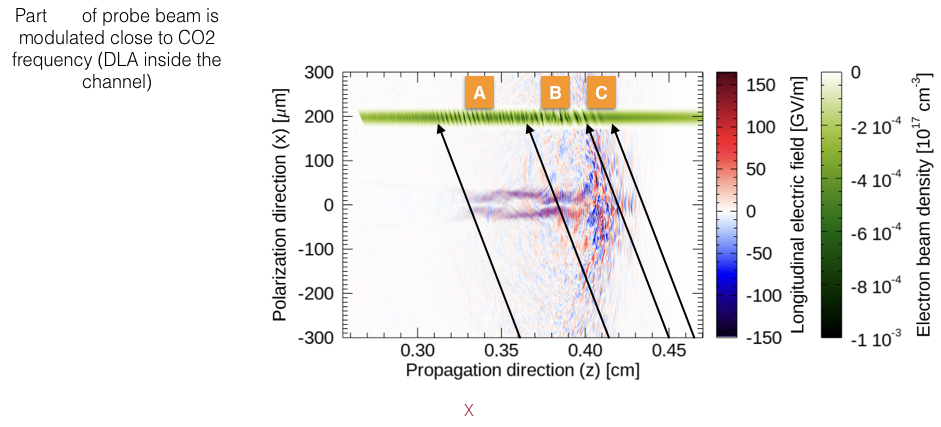 Part of probe beam is
modulated close to CO2
frequency (DLA inside the
channel)
A
B
C
Polarization direction (x) [µm]
300
200
100
0
-100
-200
-300
0.30
0.35
0.40
0.45
Propagation direction (z) [cm]
150
100
50
0
-50
-100
-150
Longitudinal electric field [GV/m]
0
-2 10⁻⁴
-4 10⁻⁴
-6 10⁻⁴
-8 10⁻⁴
-1 10⁻³
Electron beam density [10¹⁷ cm⁻³]
X